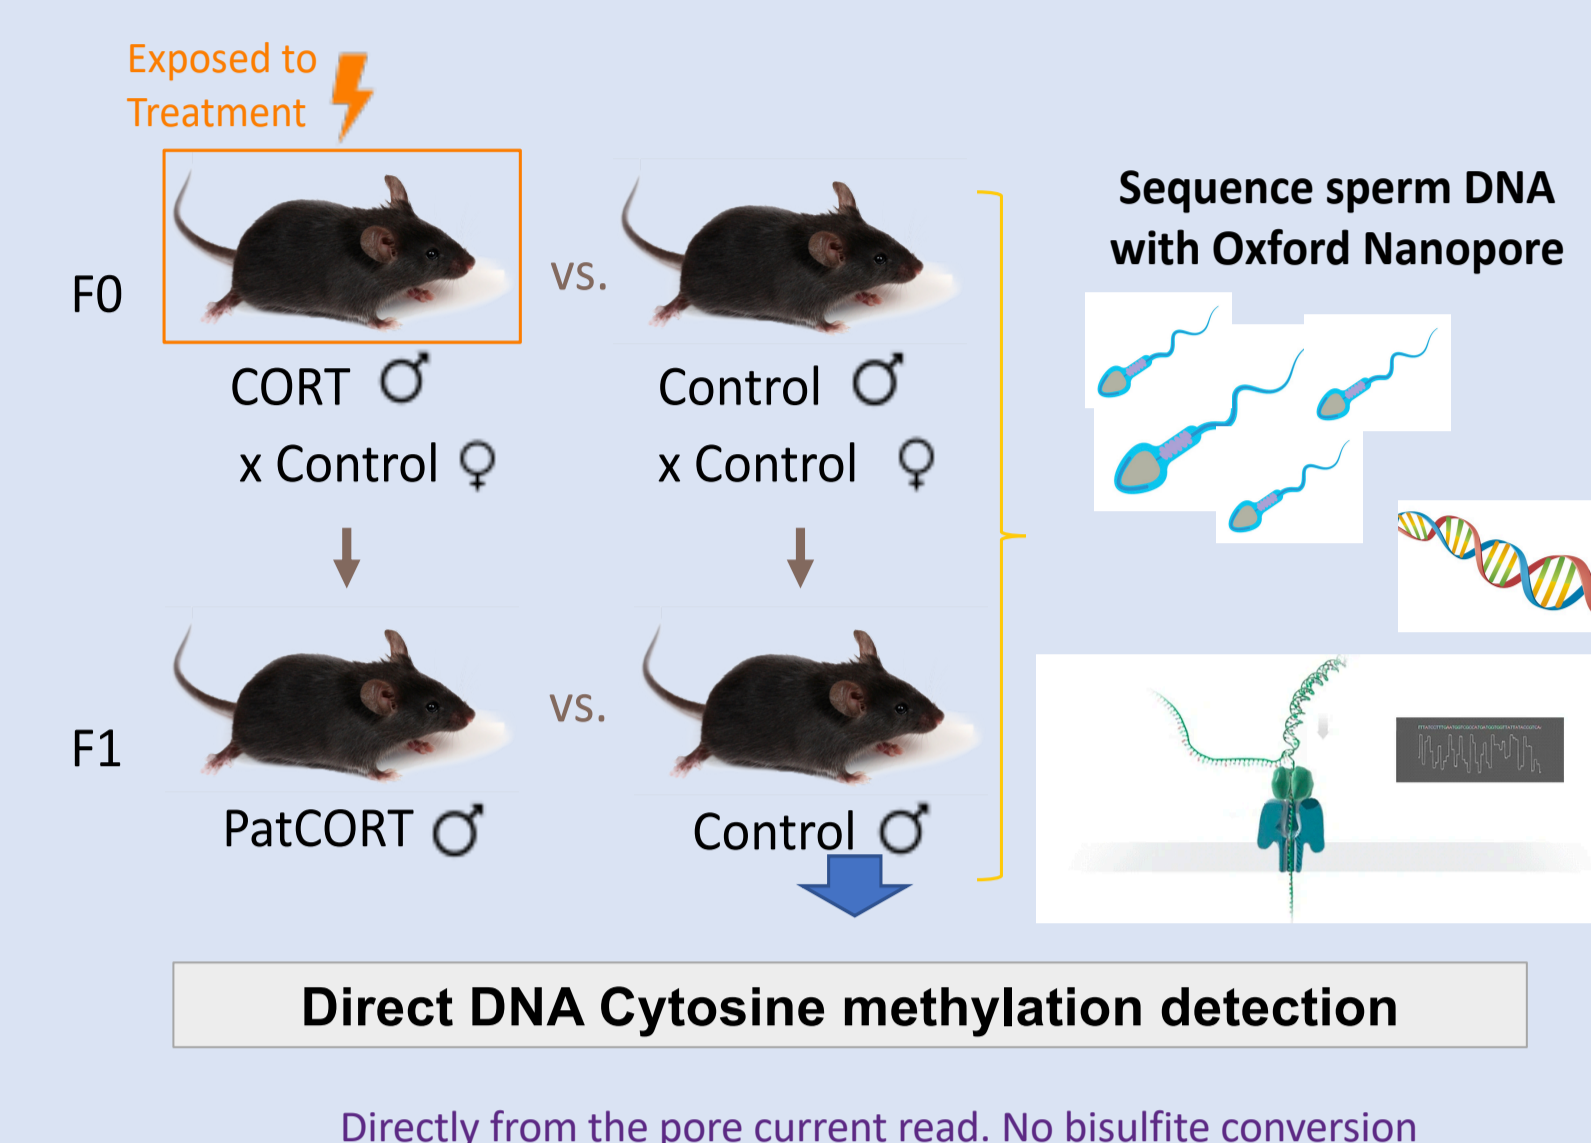 Exposed to
Treatment
F0
vs.
CORT ♂
Control ♂
x Control ♀
x Control ♀
F1
vs.
PatCORT ♂
Control ♂
Sequence sperm DNA
with Oxford Nanopore
Direct DNA Cytosine methylation detection
Directly from the pore current read. No bisulfite conversion